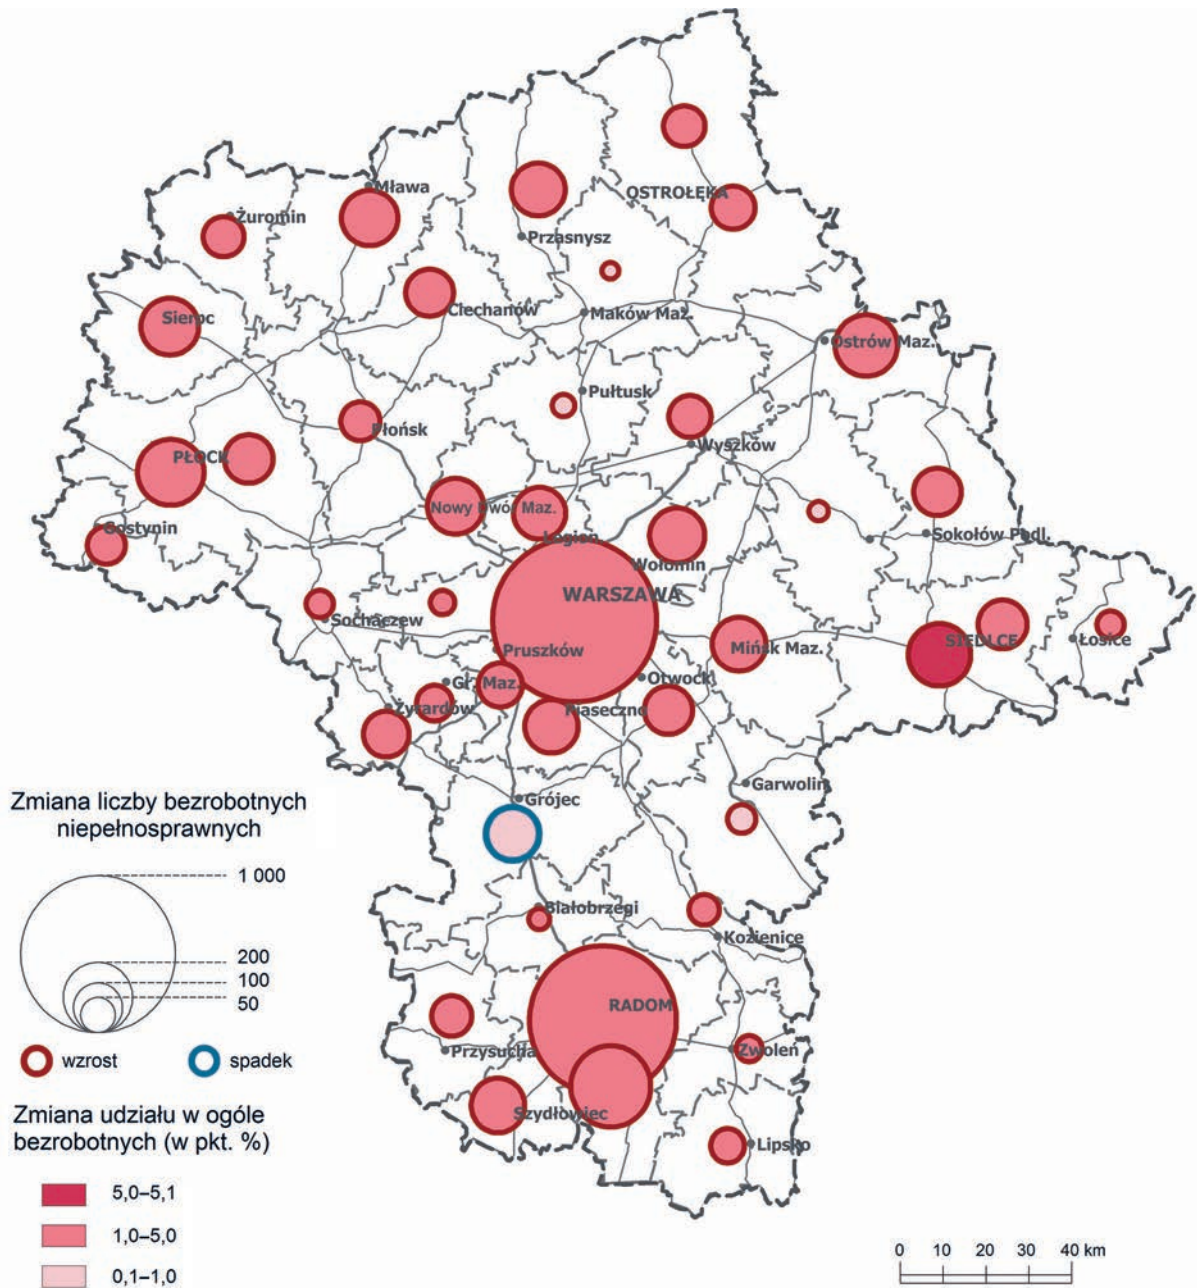 Mława
Żuromin
OSTROŁĘKA
Przasnysz
Ciechanów
Maków Maz.
Sierpc
Ostrów Maz.
Pułtusk
Płońsk
Wyszków
PŁOCK
Nowy Dwór Maz.
Gostynin
Legion.
Sokołów Podl.
Wołomin
WARSZAWA
Sochaczew
SIEDLCE
Łosice
Pruszków
Mińsk Maz.
Gr. Maz.
Otwock
Żyrardów
Piaseczno
Garwolin
Grójec
Zmiana liczby bezrobotnych
niepełnosprawnych
1 000
200
100
50
wzrost
spadek
Białobrzegi
Kozienice
RADOM
Przysucha
Zwoleń
Szydłowiec
Lipsko
Zmiana udziału w ogóle
bezrobotnych (w pkt. %)
5,0–5,1
1,0–5,0
0,1–1,0
0 10 20 30 40 km